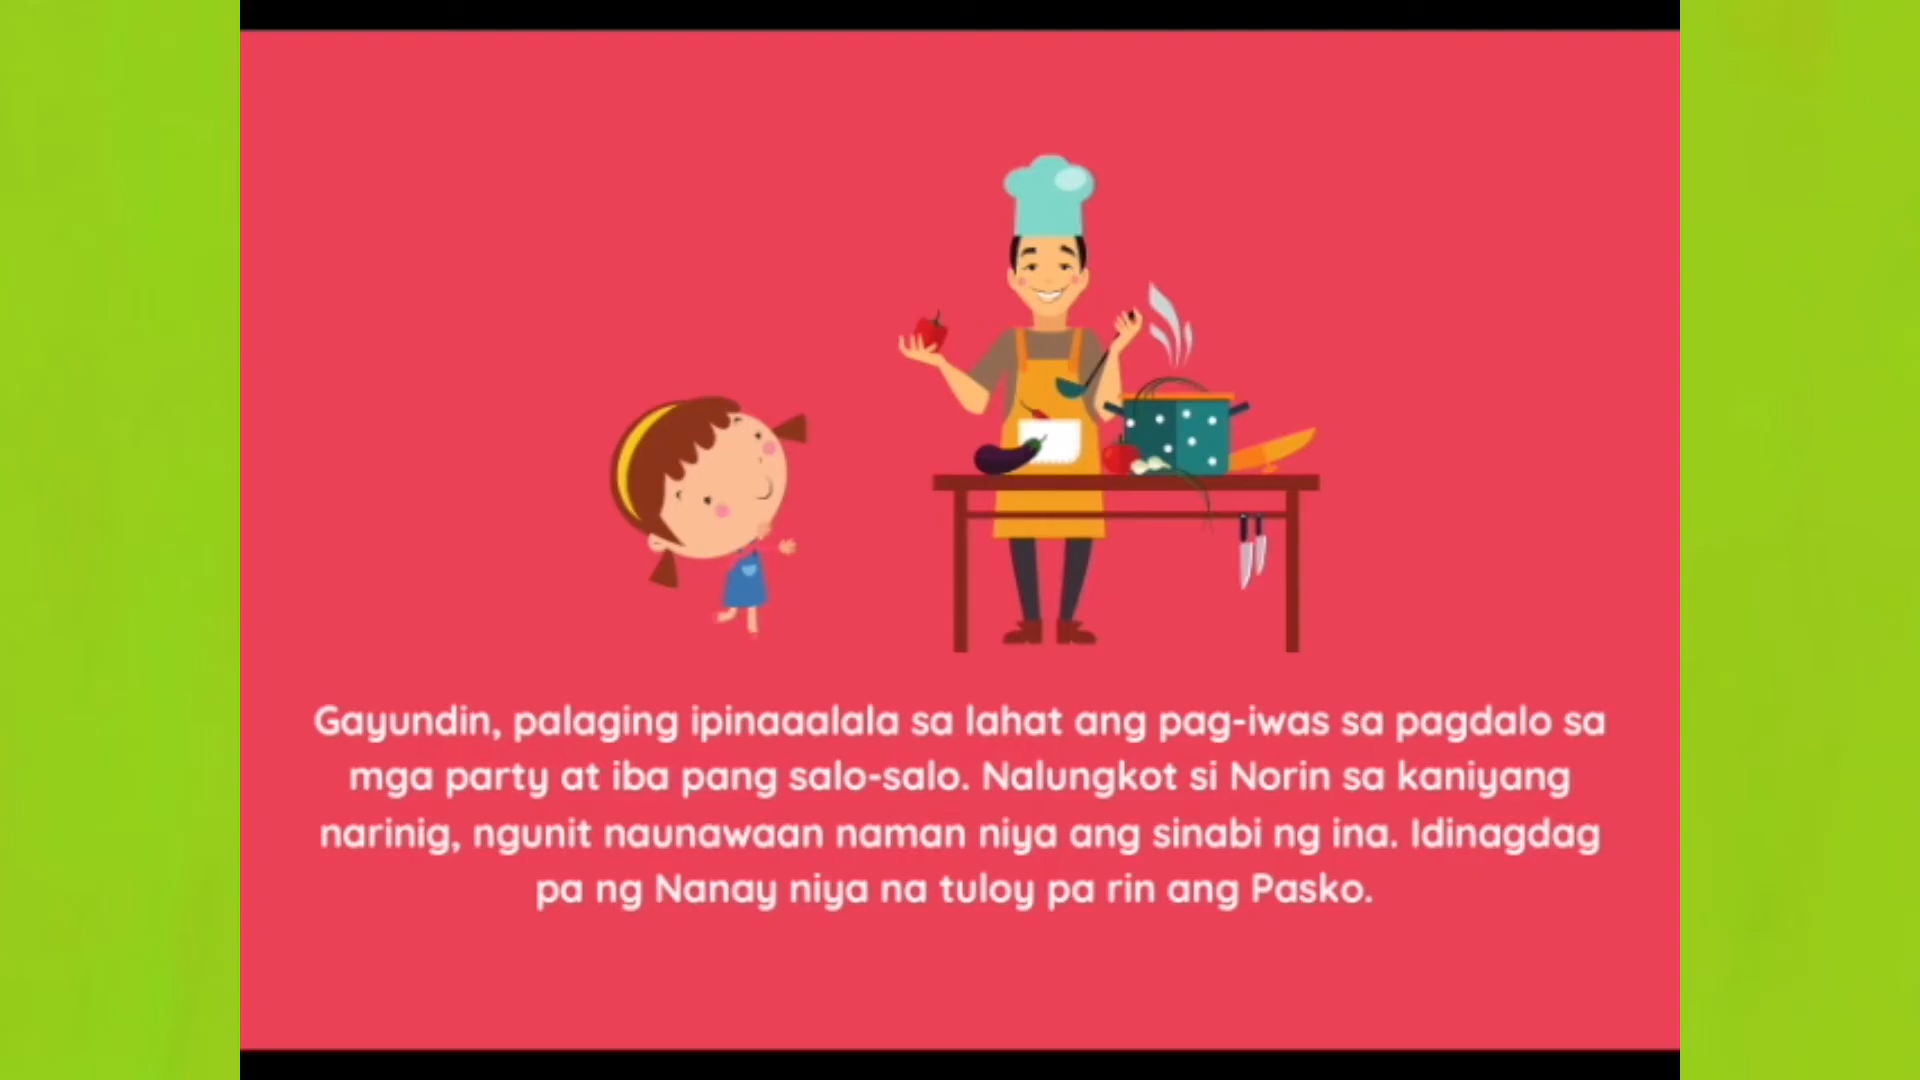 Gayundin, palaging ipinaaalala sa lahat ang pag-iwas sa pagdalo sa
mga party at iba pang salo-salo. Nalungkot si Norin sa kaniyang
narinig, ngunit naunawaan naman niya ang sinabi ng ina. Idinagdag
pa ng Nanay niya na tuloy pa rin ang Pasko.